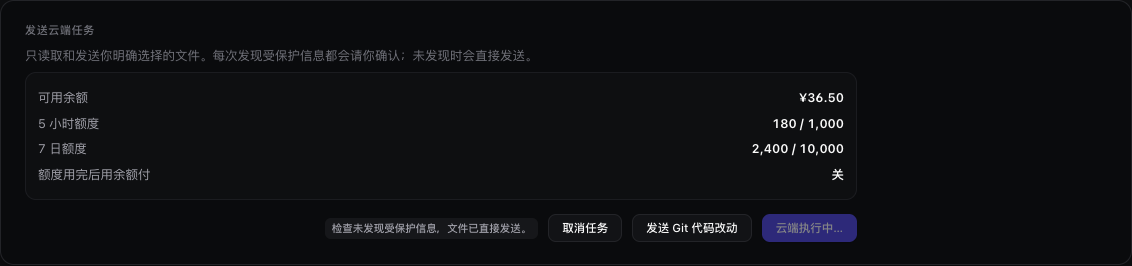 发送云端任务
只读取和发送你明确选择的文件。每次发现受保护信息都会请你确认；未发现时会直接发送。
可用余额 ¥36.50
5 小时额度 180 / 1,000
7 日额度 2,400 / 10,000
额度用完后用余额付 关
检查未发现受保护信息，文件已直接发送。 取消任务 发送 Git 代码改动 云端执行中...